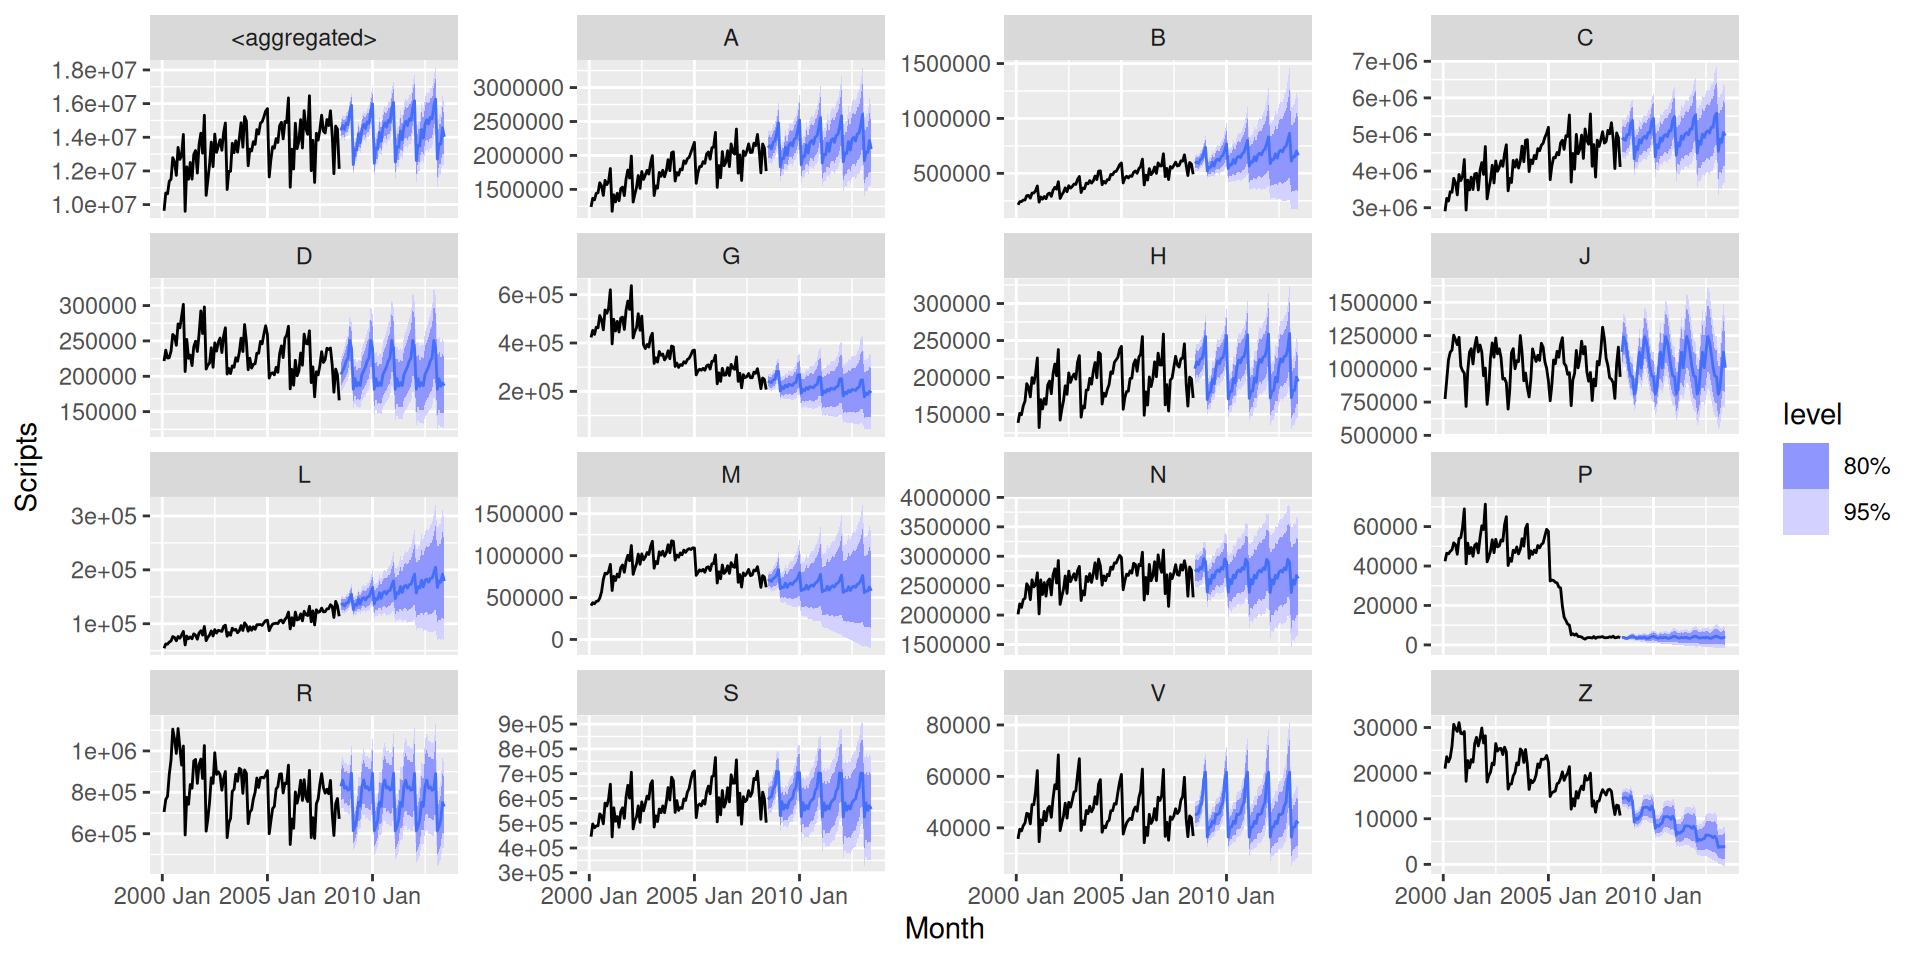 <aggregated>
A
B
C
1.8e+07
1.6e+07
1.4e+07
1.2e+07
1.0e+07
3000000
2500000
2000000
1500000
1500000
1000000
500000
7e+06
6e+06
5e+06
4e+06
3e+06
D
G
H
J
300000
250000
200000
150000
6e+05
4e+05
2e+05
300000
250000
200000
150000
1500000
1250000
1000000
750000
500000
L
M
N
P
3e+05
2e+05
1e+05
1500000
1000000
500000
0
4000000
3500000
3000000
2500000
2000000
1500000
60000
40000
20000
0
R
S
V
Z
1e+06
8e+05
6e+05
9e+05
8e+05
7e+05
6e+05
5e+05
4e+05
3e+05
80000
60000
40000
30000
20000
10000
0
2000 Jan 2005 Jan 2010 Jan
2000 Jan 2005 Jan 2010 Jan
2000 Jan 2005 Jan 2010 Jan
2000 Jan 2005 Jan 2010 Jan
Month
Scripts
level
80%
95%